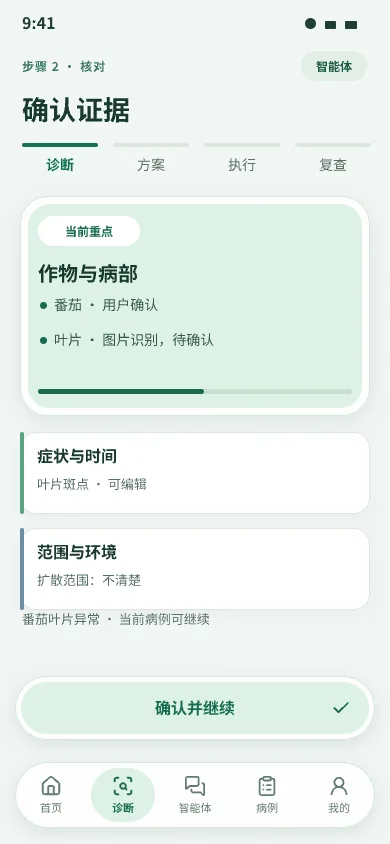 9:41
步骤 2 · 核对
智能体
确认证据
诊断
方案
执行
复查
当前重点
作物与病部
番茄 · 用户确认
叶片 · 图片识别，待确认
症状与时间
叶片斑点 · 可编辑
范围与环境
扩散范围：不清楚
番茄叶片异常 · 当前病例可继续
确认并继续
首页
诊断
智能体
病例
我的